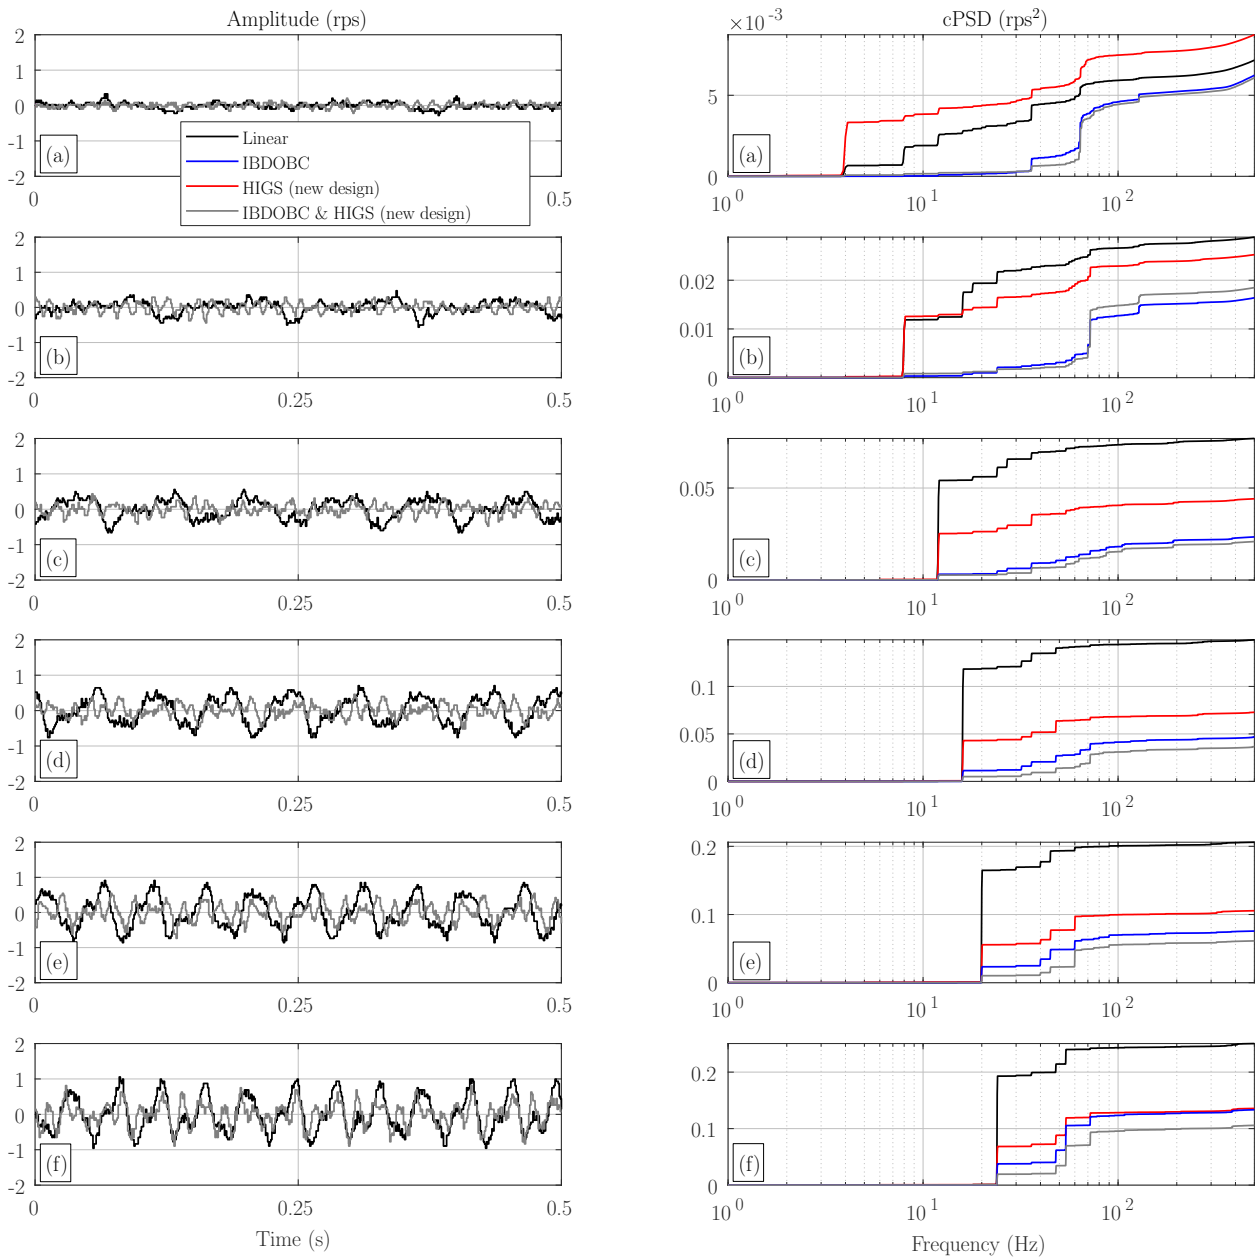 Amplitude (rps)
2
1
0
-1
-2
(a)
0
0.25
0.5
Linear
IBDOBC
HIGS (new design)
IBDOBC & HIGS (new design)
2
1
0
-1
-2
(b)
0
0.25
0.5
2
1
0
-1
-2
(c)
0
0.25
0.5
2
1
0
-1
-2
(d)
0
0.25
0.5
2
1
0
-1
-2
(e)
0
0.25
0.5
2
1
0
-1
-2
(f)
0
0.25
0.5
Time (s)
cPSD (rps²)
×10⁻³
5
0
(a)
10⁰ 10¹ 10²
0.02
0.01
0
(b)
10⁰ 10¹ 10²
0.05
0
(c)
10⁰ 10¹ 10²
0.1
0.05
0
(d)
10⁰ 10¹ 10²
0.2
0.1
0
(e)
10⁰ 10¹ 10²
0.2
0.1
0
(f)
10⁰ 10¹ 10²
Frequency (Hz)